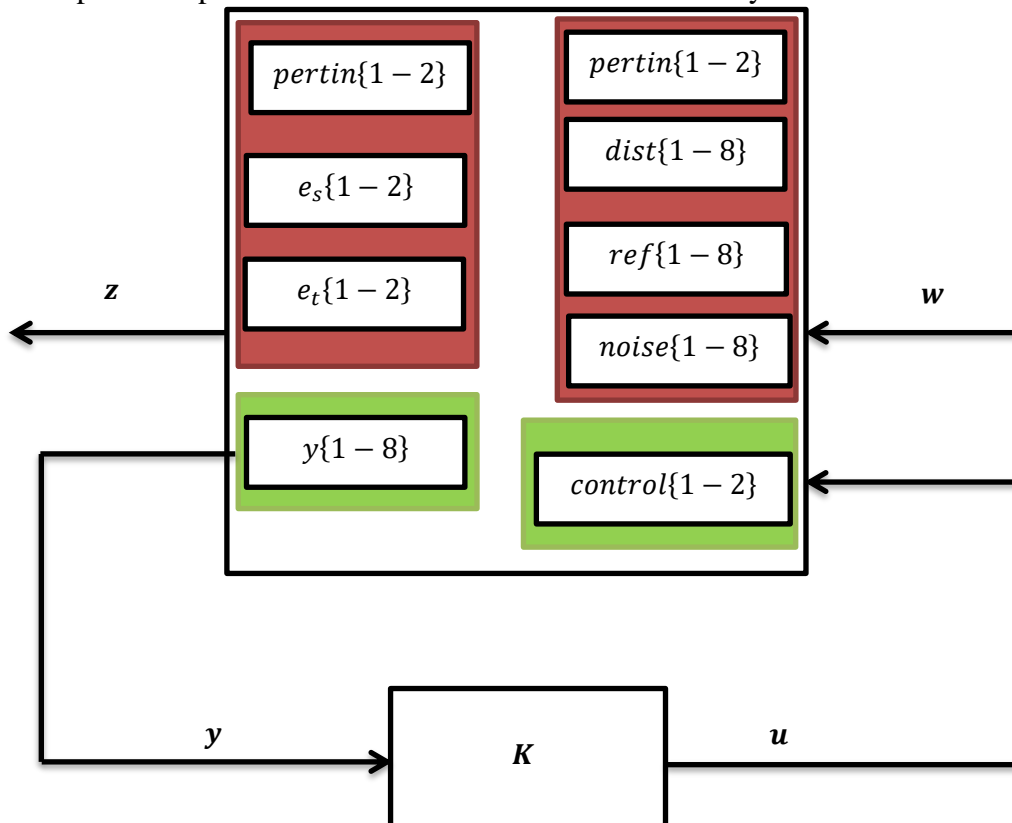 pertin{1 − 2}
pertin{1 − 2}
dist{1 − 8}
e_s{1 − 2}
ref{1 − 8}
e_t{1 − 2}
z
w
noise{1 − 8}
y{1 − 8}
control{1 − 2}
y
K
u